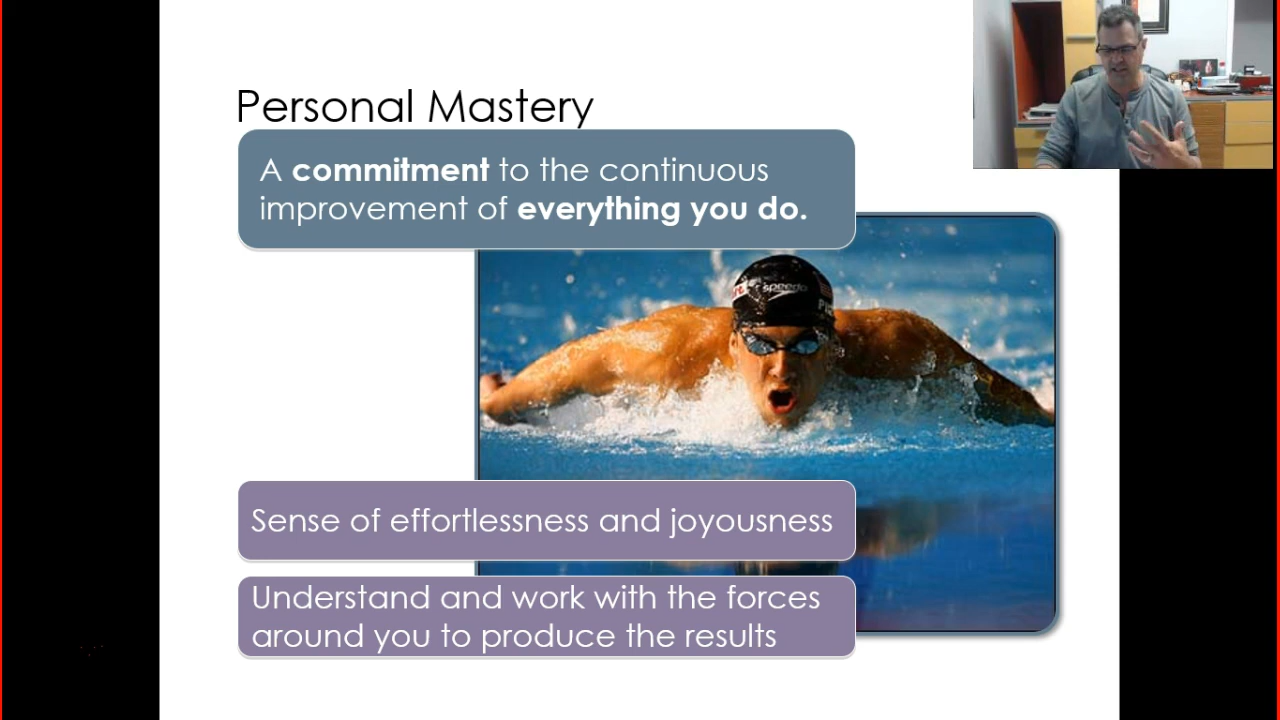 Personal Mastery
A commitment to the continuous
improvement of everything you do.
speedo
Sense of effortlessness and joyousness
Understand and work with the forces
around you to produce the results